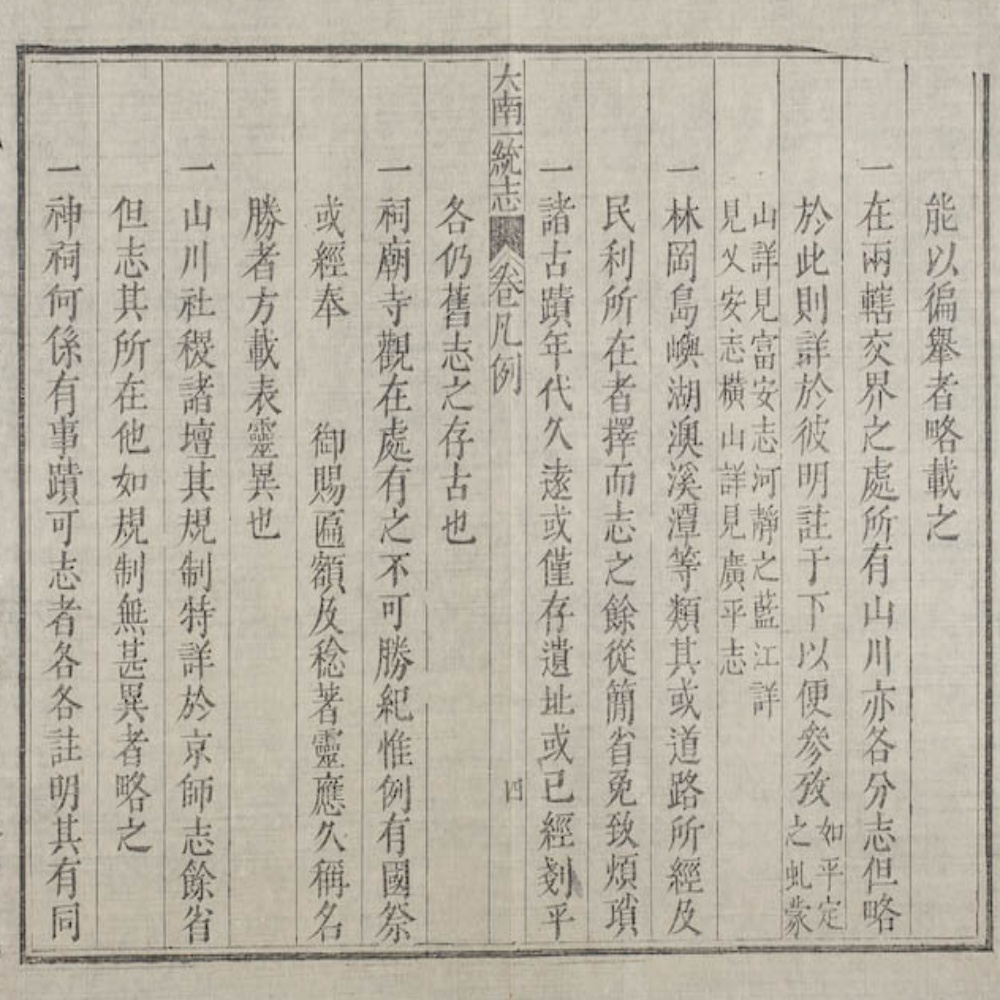 能以徧舉者略載之
一在兩轄交界之處所有山川亦各分志但略
於此則詳於彼明註于下以便參攷如平定之虬蒙
山詳見富安志河靜之藍江詳
見乂安志橫山詳見廣平志
一林岡島嶼湖澳溪潭等類其或道路所經及
民利所在者擇而志之餘從簡省免致煩瑣
一諸古蹟年代久遠或僅存遺址或已經剗平
大南一統志 卷凡例 四
各仍舊志之存古也
一祠廟寺觀在處有之不可勝紀惟例有國祭
或經奉 御賜匾額及稔著靈應久稱名
勝者方載表靈異也
一山川社稷諸壇其規制特詳於京師志餘省
但志其所在他如規制無甚異者略之
一神祠何係有事蹟可志者各各註明其有同